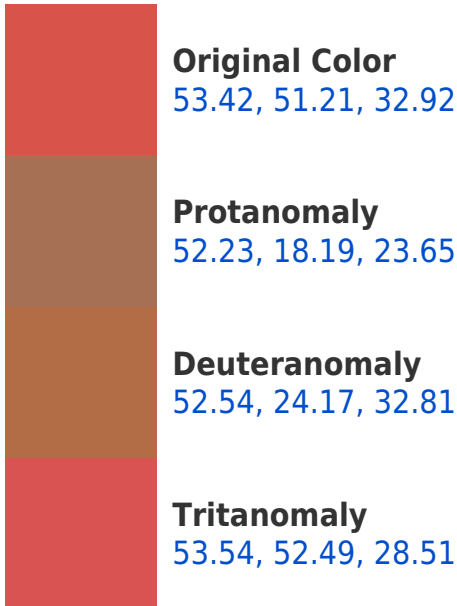 Original Color
53.42, 51.21, 32.92
Protanomaly
52.23, 18.19, 23.65
Deuteranomaly
52.54, 24.17, 32.81
Tritanomaly
53.54, 52.49, 28.51